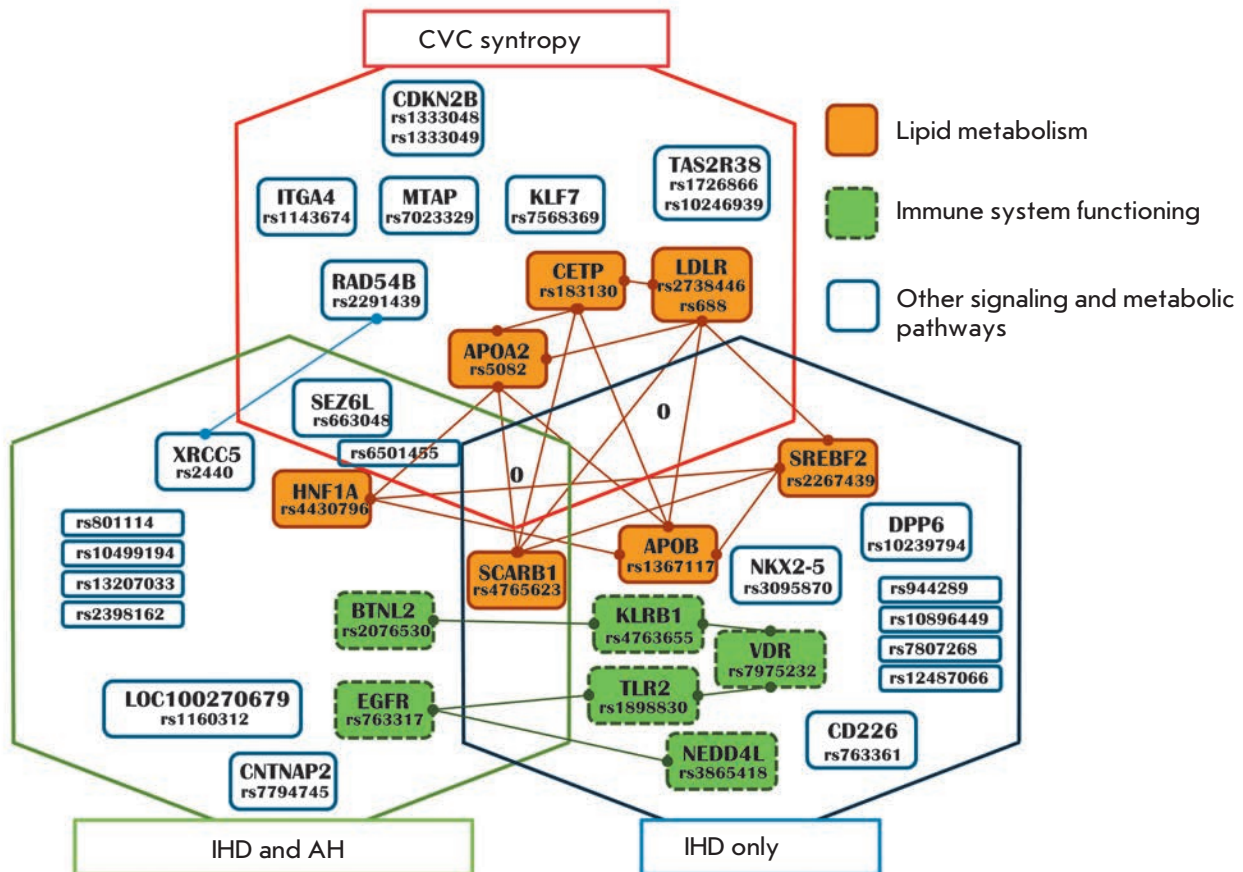 CVC syntropy
CDKN2B
rs1333048
rs1333049
Lipid metabolism
TAS2R38
rs1726866
rs10246939
ITGA4
rs1143674
MTAP
rs7023329
KLF7
rs7568369
Immune system functioning
CETP
rs183130
LDLR
rs2738446
rs688
RAD54B
rs2291439
Other signaling and metabolic
pathways
APOA2
rs5082
SEZ6L
rs663048
0
XRCC5
rs2440
rs6501455
SREBF2
rs2267439
HNF1A
rs4430796
0
rs801114
rs10499194
rs13207033
rs2398162
DPP6
rs10239794
SCARB1
rs4765623
APOB
rs1367117
NKX2-5
rs3095870
rs944289
rs10896449
rs7807268
rs12487066
BTNL2
rs2076530
KLRB1
rs4763655
VDR
rs7975232
LOC100270679
rs1160312
EGFR
rs763317
TLR2
rs1898830
CD226
rs763361
NEDD4L
rs3865418
CNTNAP2
rs7794745
IHD and AH
IHD only